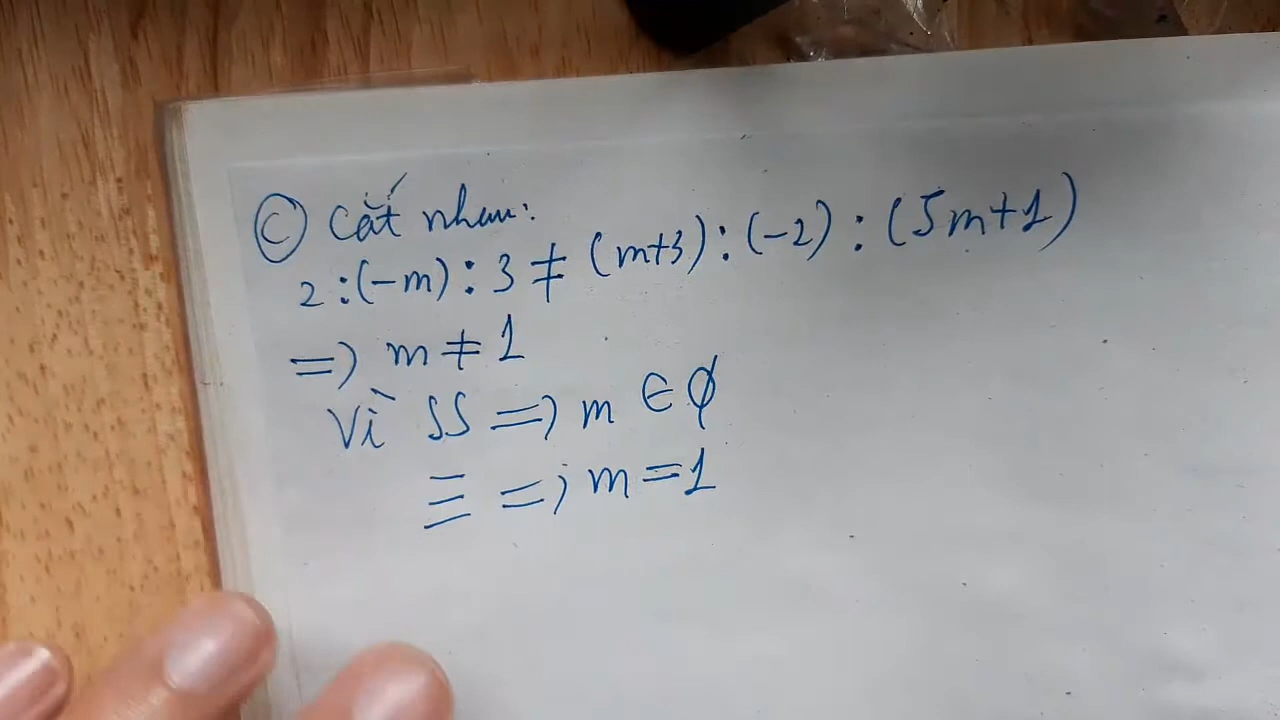 ⓒ Cắt nhau:
2:(-m):3 ≠ (m+3):(-2):(5m+1)
=> m ≠ 1
Vì SS => m ∈ ∅
≡ => m = 1